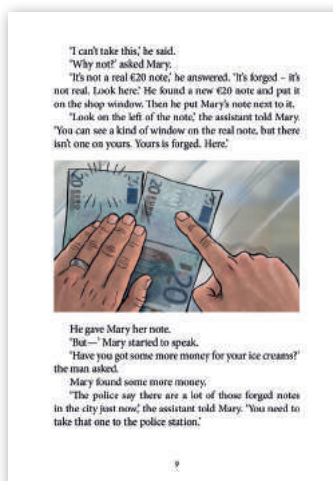 'I can't take this,' he said.
'Why not?' asked Mary.
'It's not a real €20 note,' he answered. 'It's forged – it's
not real. Look here.' He found a new €20 note and put it
on the shop window. Then he put Mary's note next to it.
'Look on the left of the note,' the assistant told Mary.
'You can see a kind of window on the real note, but there
isn't one on yours. Yours is forged. Here.'
20 EURO
20
20
He gave Mary her note.
'But—' Mary started to speak.
'Have you got some more money for your ice creams?'
the man asked.
Mary found some more money.
'The police say there are a lot of those forged notes
in the city just now,' the assistant told Mary. 'You need to
take that one to the police station.'
9